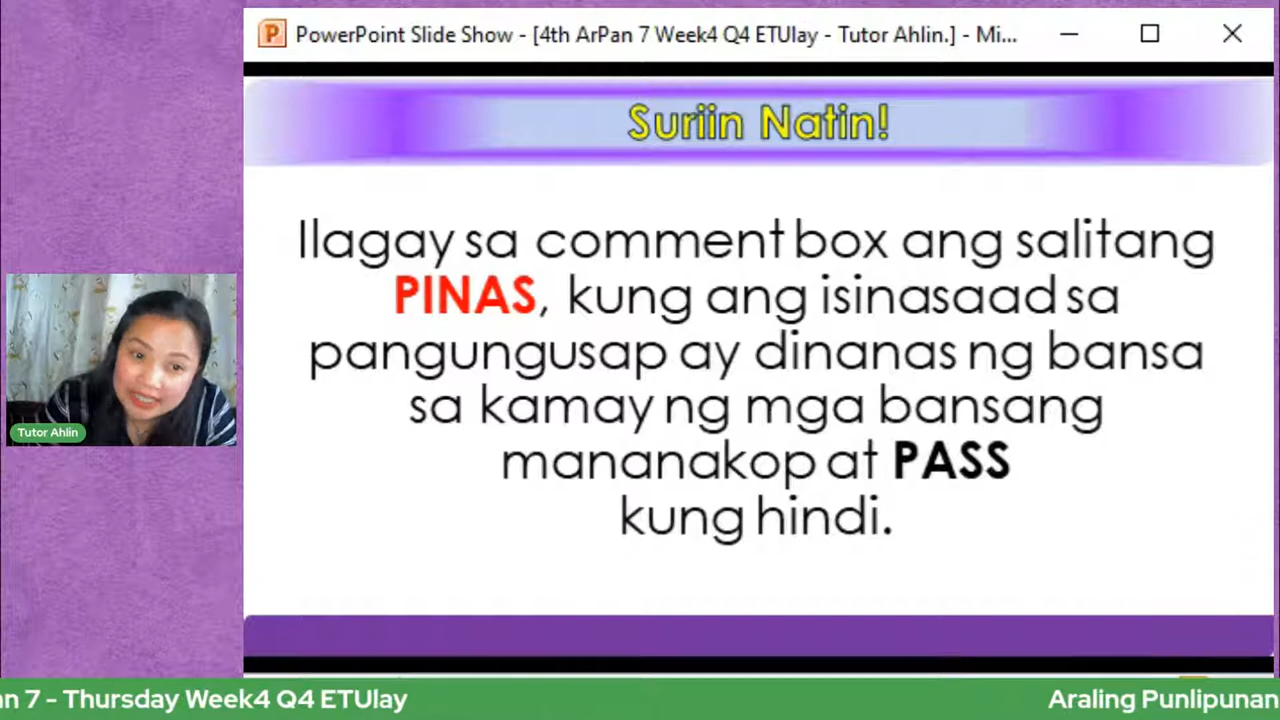 PowerPoint Slide Show - [4th ArPan 7 Week4 Q4 ETUlay - Tutor Ahlin.] - Mi...
Suriin Natin!
Ilagay sa comment box ang salitang
PINAS, kung ang isinasaad sa
pangungusap ay dinanas ng bansa
sa kamay ng mga bansang
mananakop at PASS
kung hindi.
Tutor Ahlin
an 7 - Thursday Week4 Q4 ETUlay
Araling Punlipunan